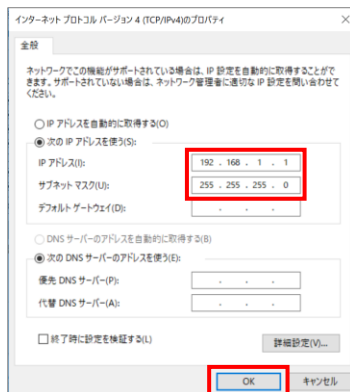 インターネット プロトコル バージョン 4 (TCP/IPv4)のプロパティ
全般
ネットワークでこの機能がサポートされている場合は、IP 設定を自動的に取得することがで
きます。サポートされていない場合は、ネットワーク管理者に適切な IP 設定を問い合わせて
ください。
IP アドレスを自動的に取得する(O)
次の IP アドレスを使う(S):
IP アドレス(I): 192 . 168 . 1 . 1
サブネット マスク(U): 255 . 255 . 255 . 0
デフォルト ゲートウェイ(D): . . .
DNS サーバーのアドレスを自動的に取得する(B)
次の DNS サーバーのアドレスを使う(E):
優先 DNS サーバー(P): . . .
代替 DNS サーバー(A): . . .
終了時に設定を検証する(L)
詳細設定(V)...
OK キャンセル